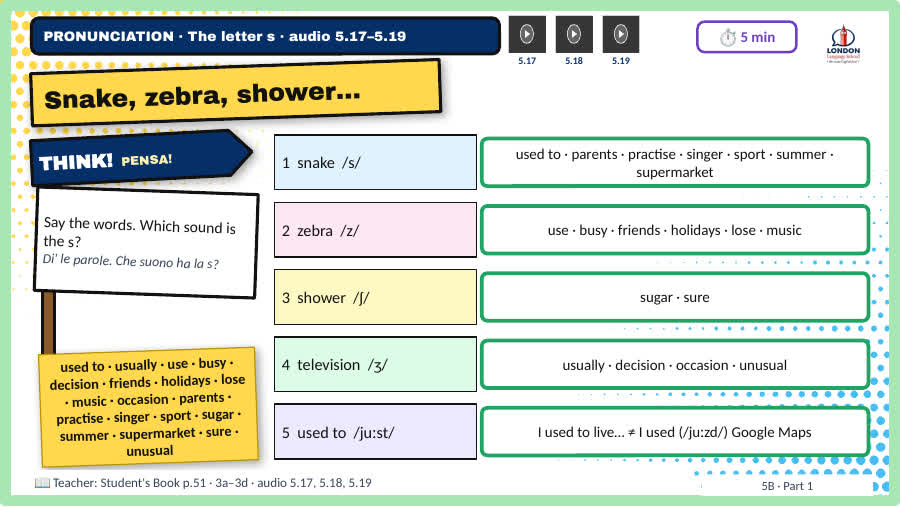 PRONUNCIATION · The letter s · audio 5.17–5.19
5.17
5.18
5.19
⏱️ 5 min
LONDON
Snake, zebra, shower…
THINK! PENSA!
Say the words. Which sound is
the s?
Di' le parole. Che suono ha la s?
used to · usually · use · busy ·
decision · friends · holidays · lose
· music · occasion · parents ·
practise · singer · sport · sugar ·
summer · supermarket · sure ·
unusual
1 snake /s/
used to · parents · practise · singer · sport · summer ·
supermarket
2 zebra /z/
use · busy · friends · holidays · lose · music
3 shower /ʃ/
sugar · sure
4 television /ʒ/
usually · decision · occasion · unusual
5 used to /juːst/
I used to live… ≠ I used (/juːzd/) Google Maps
📖 Teacher: Student's Book p.51 · 3a–3d · audio 5.17, 5.18, 5.19
5B · Part 1